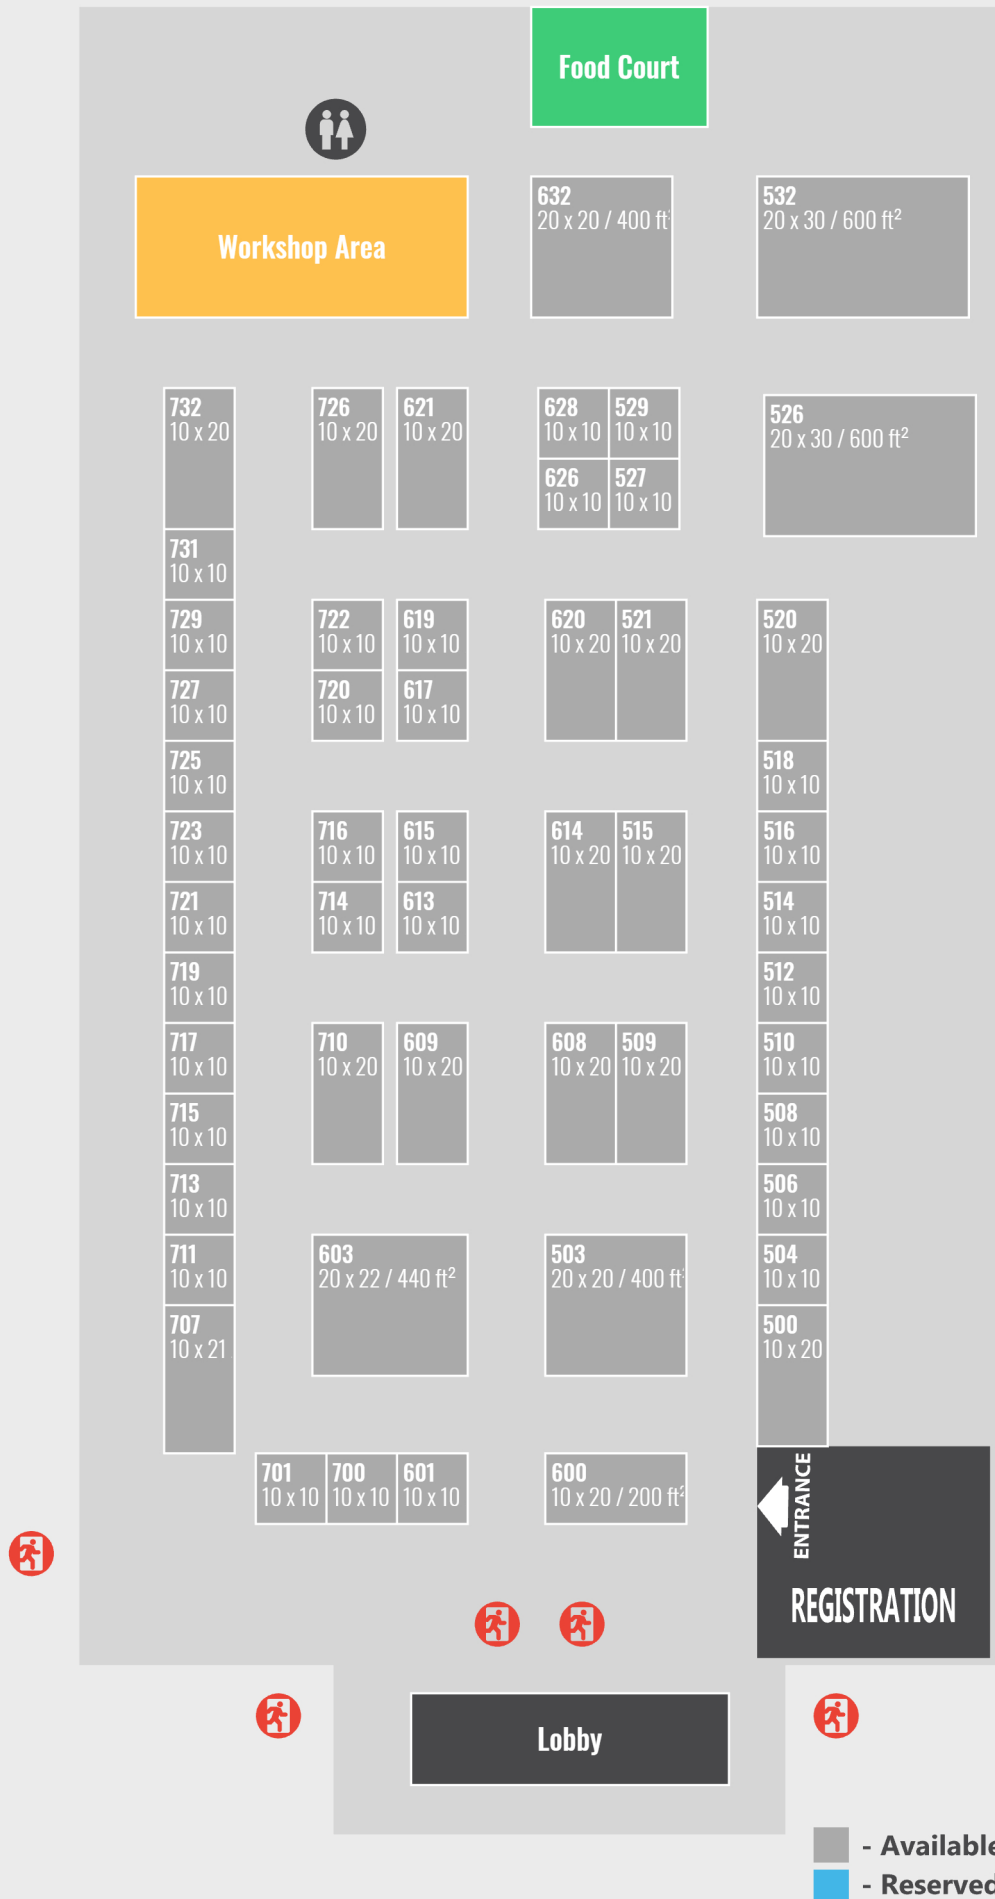 Food Court
Workshop Area
632
20 x 20 / 400 ft²
532
20 x 30 / 600 ft²
732
10 x 20
726
10 x 20
621
10 x 20
628
10 x 10
529
10 x 10
526
20 x 30 / 600 ft²
626
10 x 10
527
10 x 10
731
10 x 10
729
10 x 10
722
10 x 10
619
10 x 10
620
10 x 20
521
10 x 20
520
10 x 20
727
10 x 10
720
10 x 10
617
10 x 10
725
10 x 10
518
10 x 10
723
10 x 10
716
10 x 10
615
10 x 10
614
10 x 20
515
10 x 20
516
10 x 10
721
10 x 10
714
10 x 10
613
10 x 10
514
10 x 10
719
10 x 10
512
10 x 10
717
10 x 10
710
10 x 20
609
10 x 20
608
10 x 20
509
10 x 20
510
10 x 10
715
10 x 10
508
10 x 10
713
10 x 10
506
10 x 10
711
10 x 10
603
20 x 22 / 440 ft²
503
20 x 20 / 400 ft²
504
10 x 10
707
10 x 21
500
10 x 20
701
10 x 10
700
10 x 10
601
10 x 10
600
10 x 20 / 200 ft²
ENTRANCE
REGISTRATION
Lobby
- Available
- Reserved